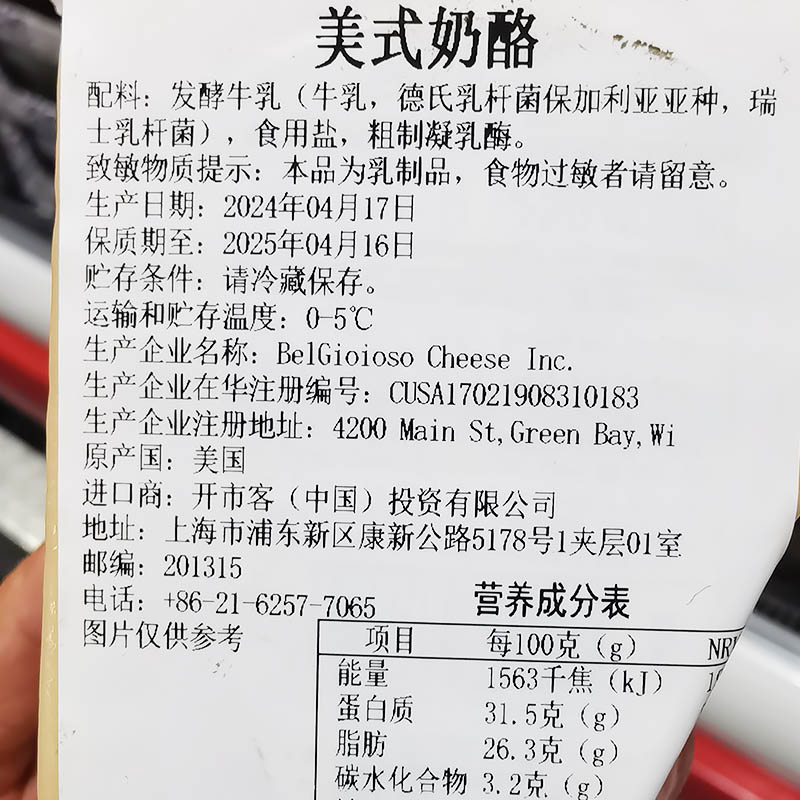 美式奶酪
配料：发酵牛乳（牛乳，德氏乳杆菌保加利亚亚种，瑞
士乳杆菌），食用盐，粗制凝乳酶。
致敏物质提示：本品为乳制品，食物过敏者请留意。
生产日期：2024年04月17日
保质期至：2025年04月16日
贮存条件：请冷藏保存。
运输和贮存温度：0-5℃
生产企业名称：BelGioioso Cheese Inc.
生产企业在华注册编号：CUSA17021908310183
生产企业注册地址：4200 Main St,Green Bay,Wi
原产国：美国
进口商：开市客（中国）投资有限公司
地址：上海市浦东新区康新公路5178号1夹层01室
邮编：201315
电话：+86-21-6257-7065
图片仅供参考
营养成分表
项目 每100克（g）
能量 1563千焦（kJ）
蛋白质 31.5克（g）
脂肪 26.3克（g）
碳水化合物 3.2克（g）